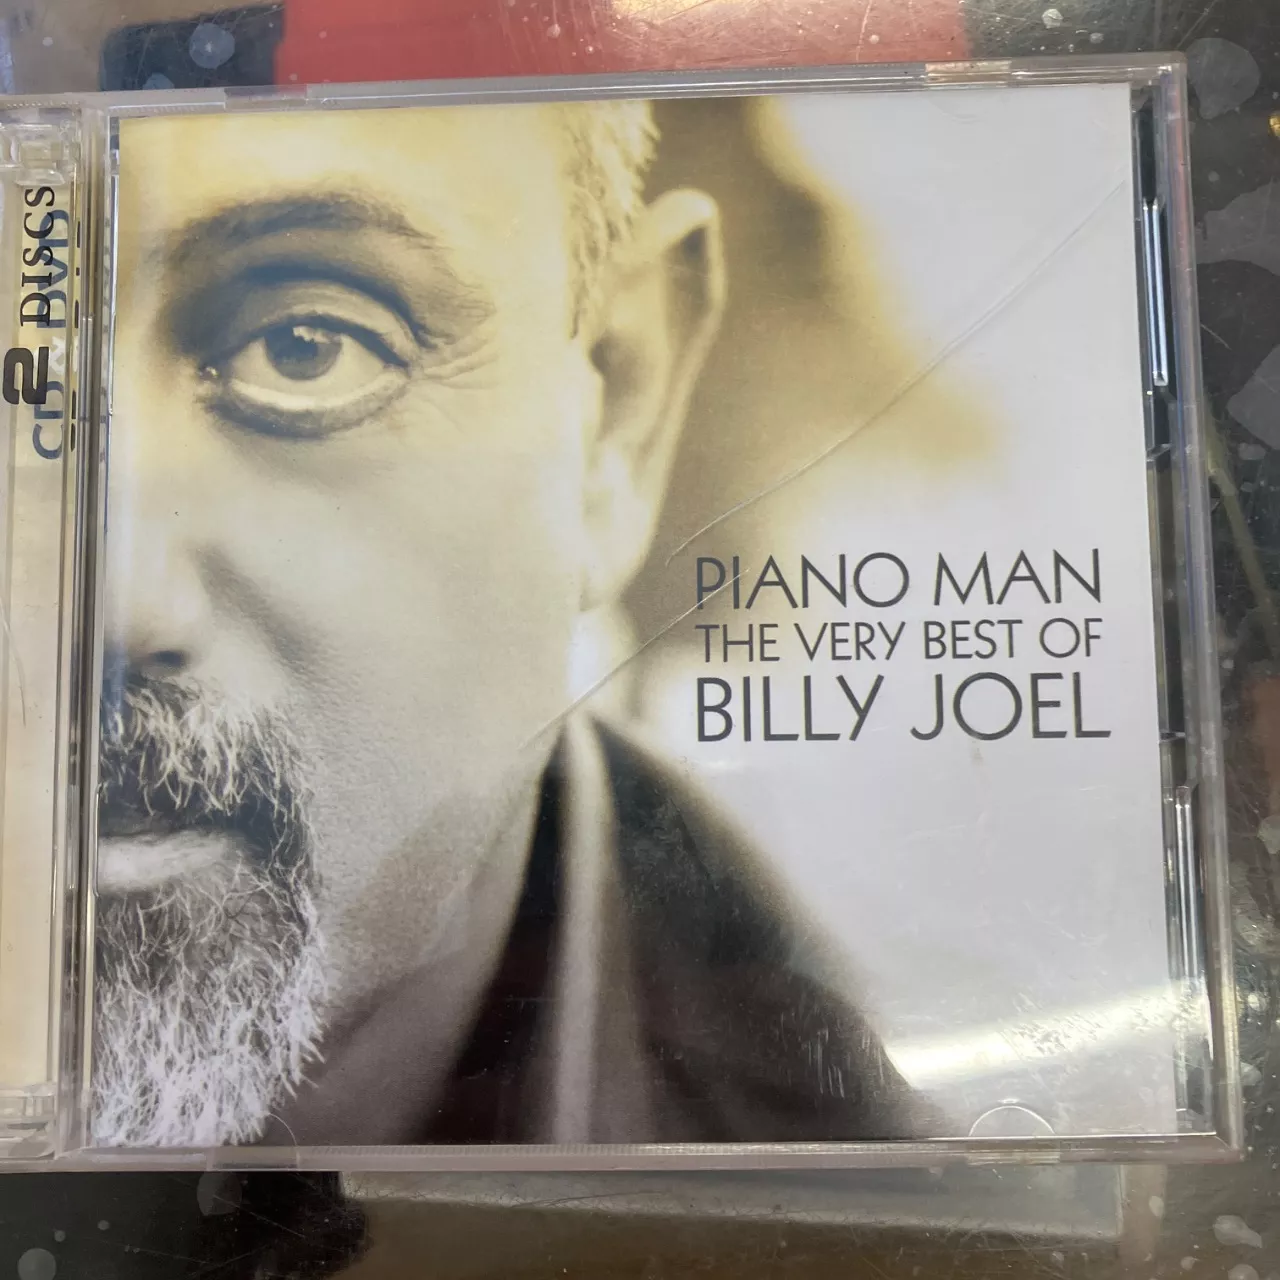 2 DISCS
CD & DVD
PIANO MAN
THE VERY BEST OF
BILLY JOEL